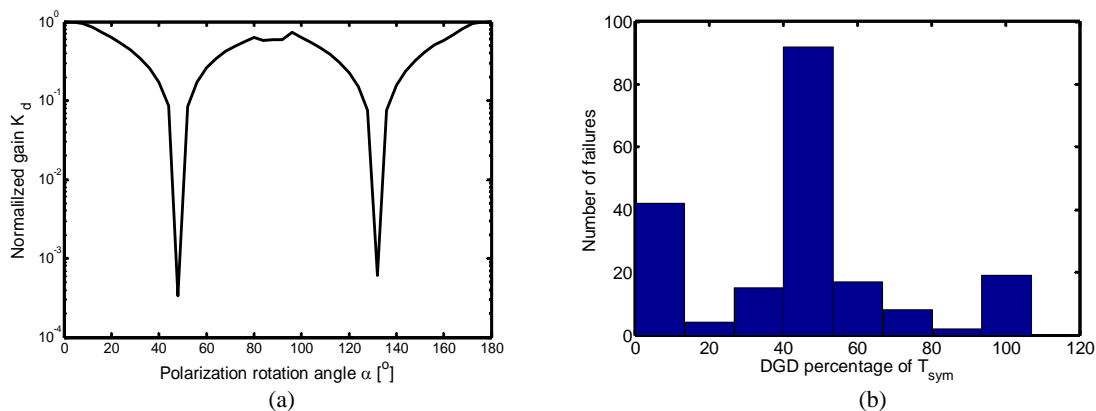 10^0
10^-1
10^-2
10^-3
10^-4
Normaliized gain K_d
0 20 40 60 80 100 120 140 160 180
Polarization rotation angle α [°]
(a)
100
80
60
40
20
0
Number of failures
0 20 40 60 80 100 120
DGD percentage of T_sym
(b)